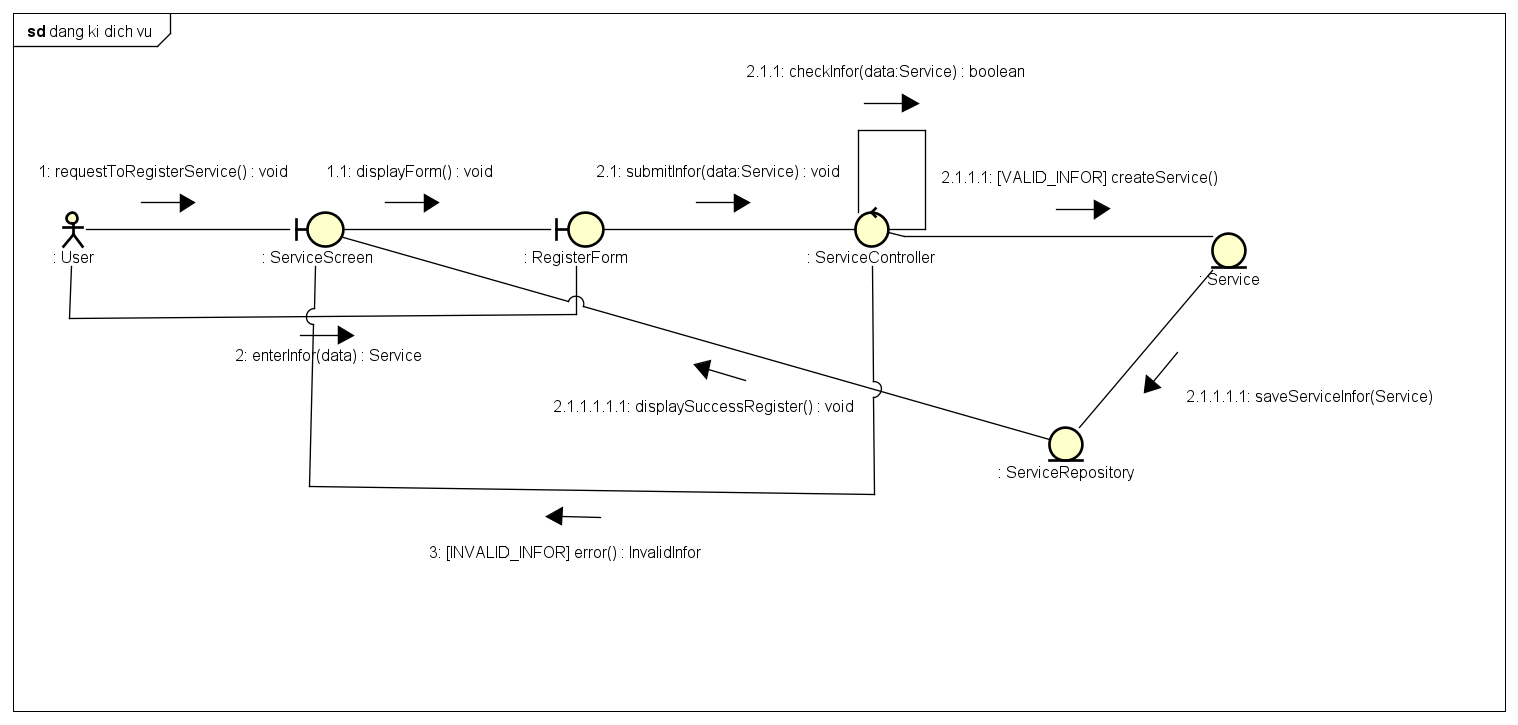 sd dang ki dich vu
2.1.1: checkInfor(data:Service) : boolean
1: requestToRegisterService() : void
1.1: displayForm() : void
2.1: submitInfor(data:Service) : void
2.1.1.1: [VALID_INFOR] createService()
: User
: ServiceScreen
: RegisterForm
: ServiceController
: Service
2: enterInfor(data) : Service
2.1.1.1.1.1: displaySuccessRegister() : void
2.1.1.1.1: saveServiceInfor(Service)
: ServiceRepository
3: [INVALID_INFOR] error() : InvalidInfor